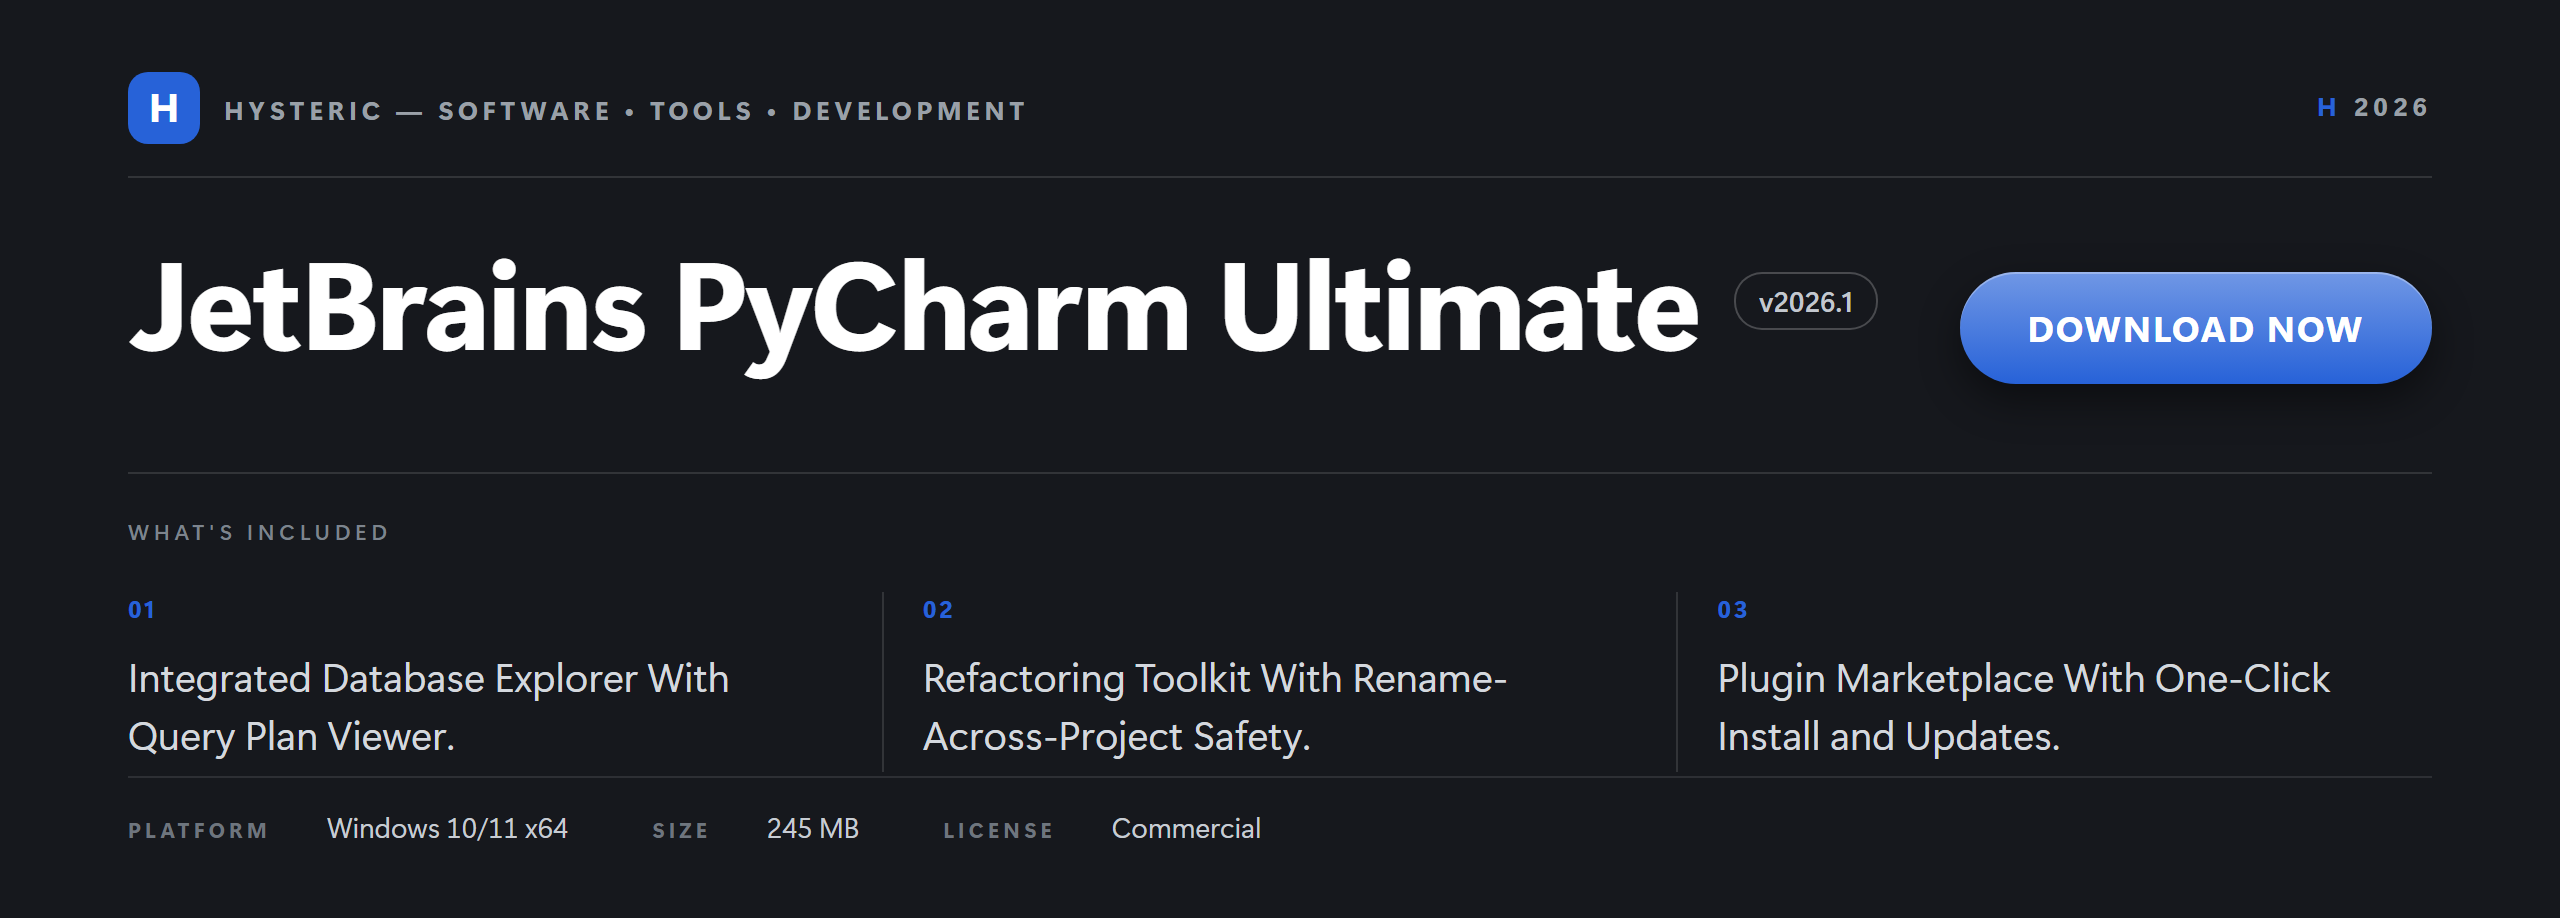 H HYSTERIC — SOFTWARE • TOOLS • DEVELOPMENT
H 2026
JetBrains PyCharm Ultimate
v2026.1
DOWNLOAD NOW
WHAT'S INCLUDED
01
Integrated Database Explorer With
Query Plan Viewer.
02
Refactoring Toolkit With Rename-
Across-Project Safety.
03
Plugin Marketplace With One-Click
Install and Updates.
PLATFORM Windows 10/11 x64 SIZE 245 MB LICENSE Commercial